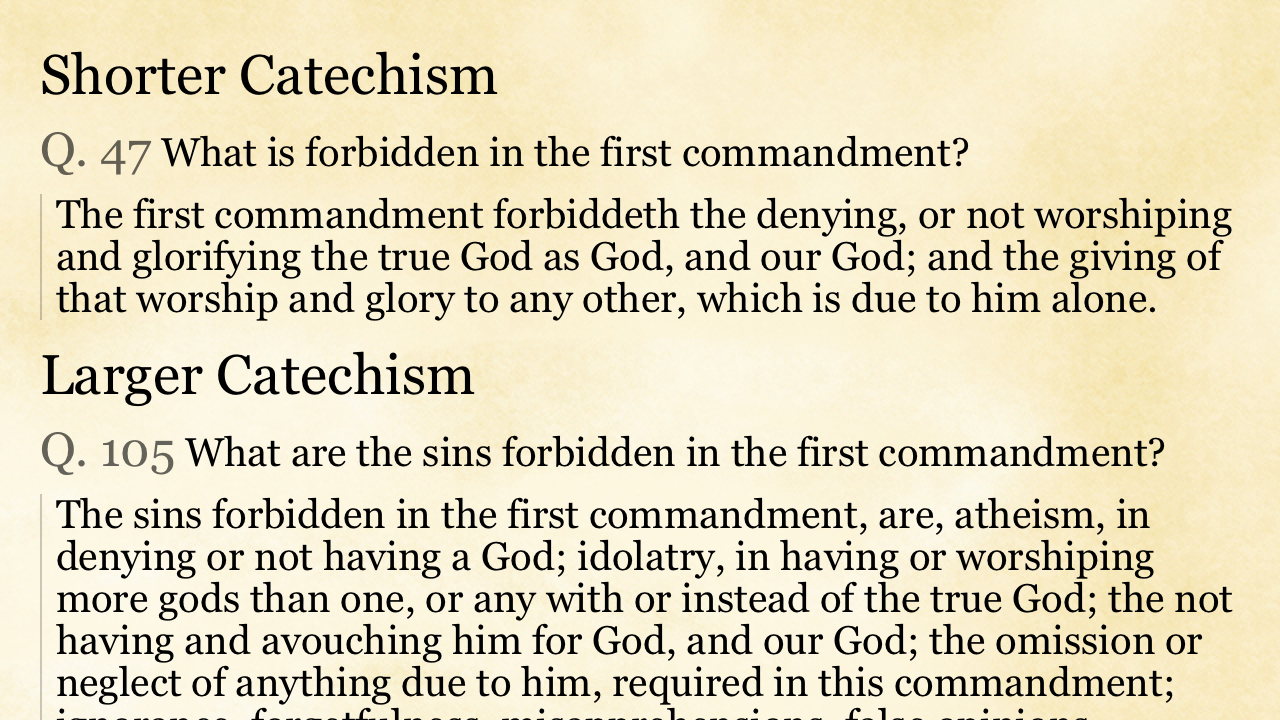 Shorter Catechism
Q. 47 What is forbidden in the first commandment?
The first commandment forbiddeth the denying, or not worshiping
and glorifying the true God as God, and our God; and the giving of
that worship and glory to any other, which is due to him alone.
Larger Catechism
Q. 105 What are the sins forbidden in the first commandment?
The sins forbidden in the first commandment, are, atheism, in
denying or not having a God; idolatry, in having or worshiping
more gods than one, or any with or instead of the true God; the not
having and avouching him for God, and our God; the omission or
neglect of anything due to him, required in this commandment;
ignorance, forgetfulness, misapprehensions, false opinions,